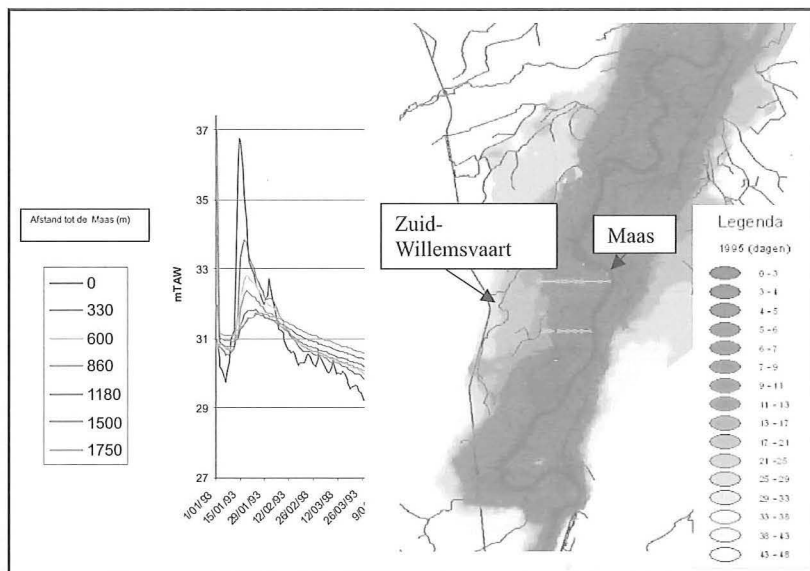 37
35
33
31
29
27
mTAW
1/01/93
15/01/93
29/01/93
12/02/93
26/02/93
12/03/93
26/03/93
9/0
Afstand tot de Maas (m)
0
330
600
860
1180
1500
1750
Zuid-
Willemsvaart
Maas
Legenda
1995 (dagen)
0 - 3
3 - 4
4 - 5
5 - 6
6 - 7
7 - 9
9 - 11
11 - 13
13 - 17
17 - 21
21 - 25
25 - 29
29 - 33
33 - 38
38 - 43
43 - 48